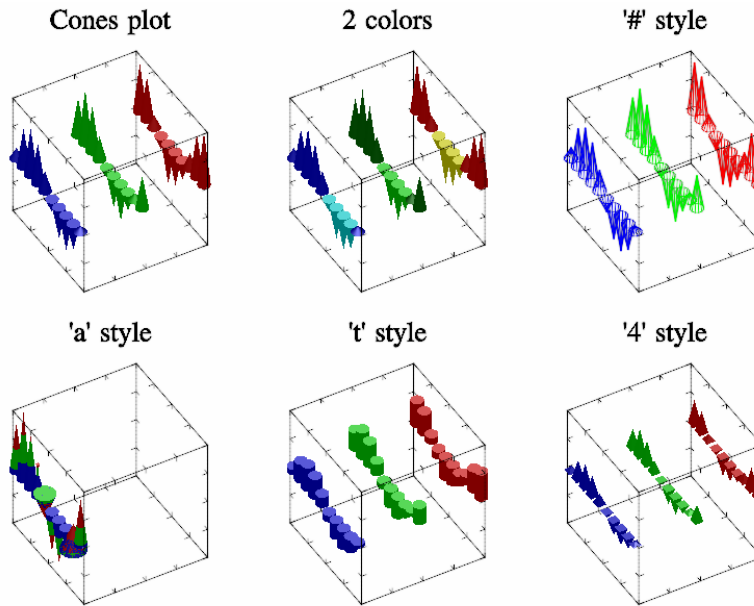 Cones plot
2 colors
'#' style
'a' style
't' style
'4' style